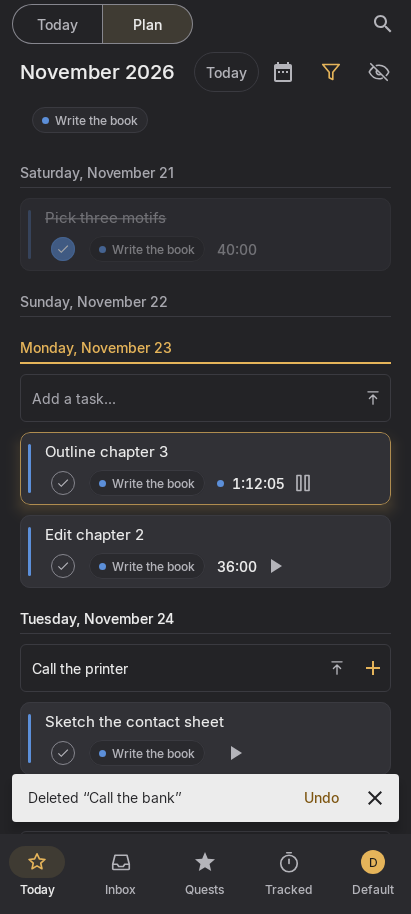 Today
Plan
November 2026
Today
Write the book
Saturday, November 21
Pick three motifs
Write the book
40:00
Sunday, November 22
Monday, November 23
Add a task...
Outline chapter 3
Write the book
1:12:05
Edit chapter 2
Write the book
36:00
Tuesday, November 24
Call the printer
Sketch the contact sheet
Write the book
Deleted “Call the bank”
Undo
D
Today
Inbox
Quests
Tracked
Default